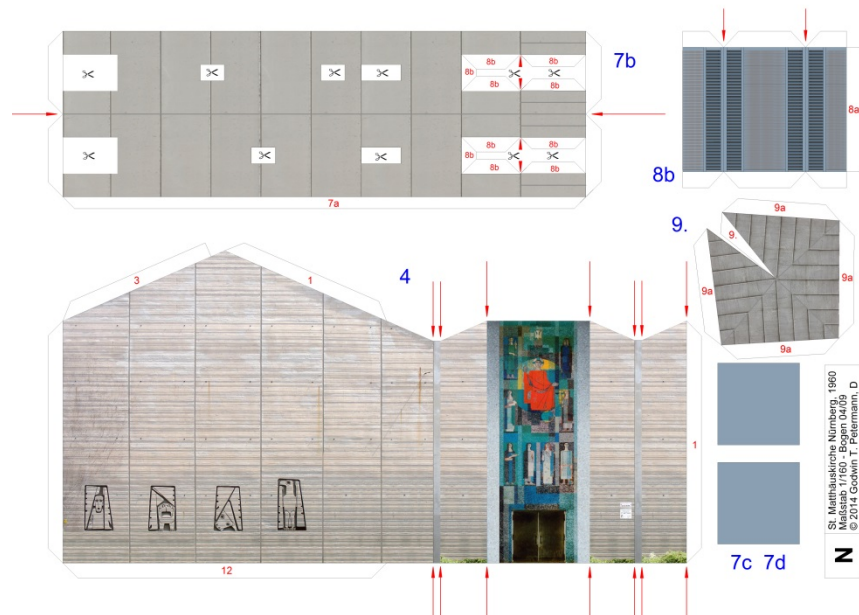 7b
8b
8b
8b
8b
8b
8b
8b
8b
8b
8b
7a
8a
8b
9.
9a
9.
9a
9a
9a
4
3
1
1
12
7c 7d
St. Matthäuskirche Nürnberg, 1960
Maßstab 1/160 - Bogen 04/09
© 2014 Godwin T. Petermann, D
N